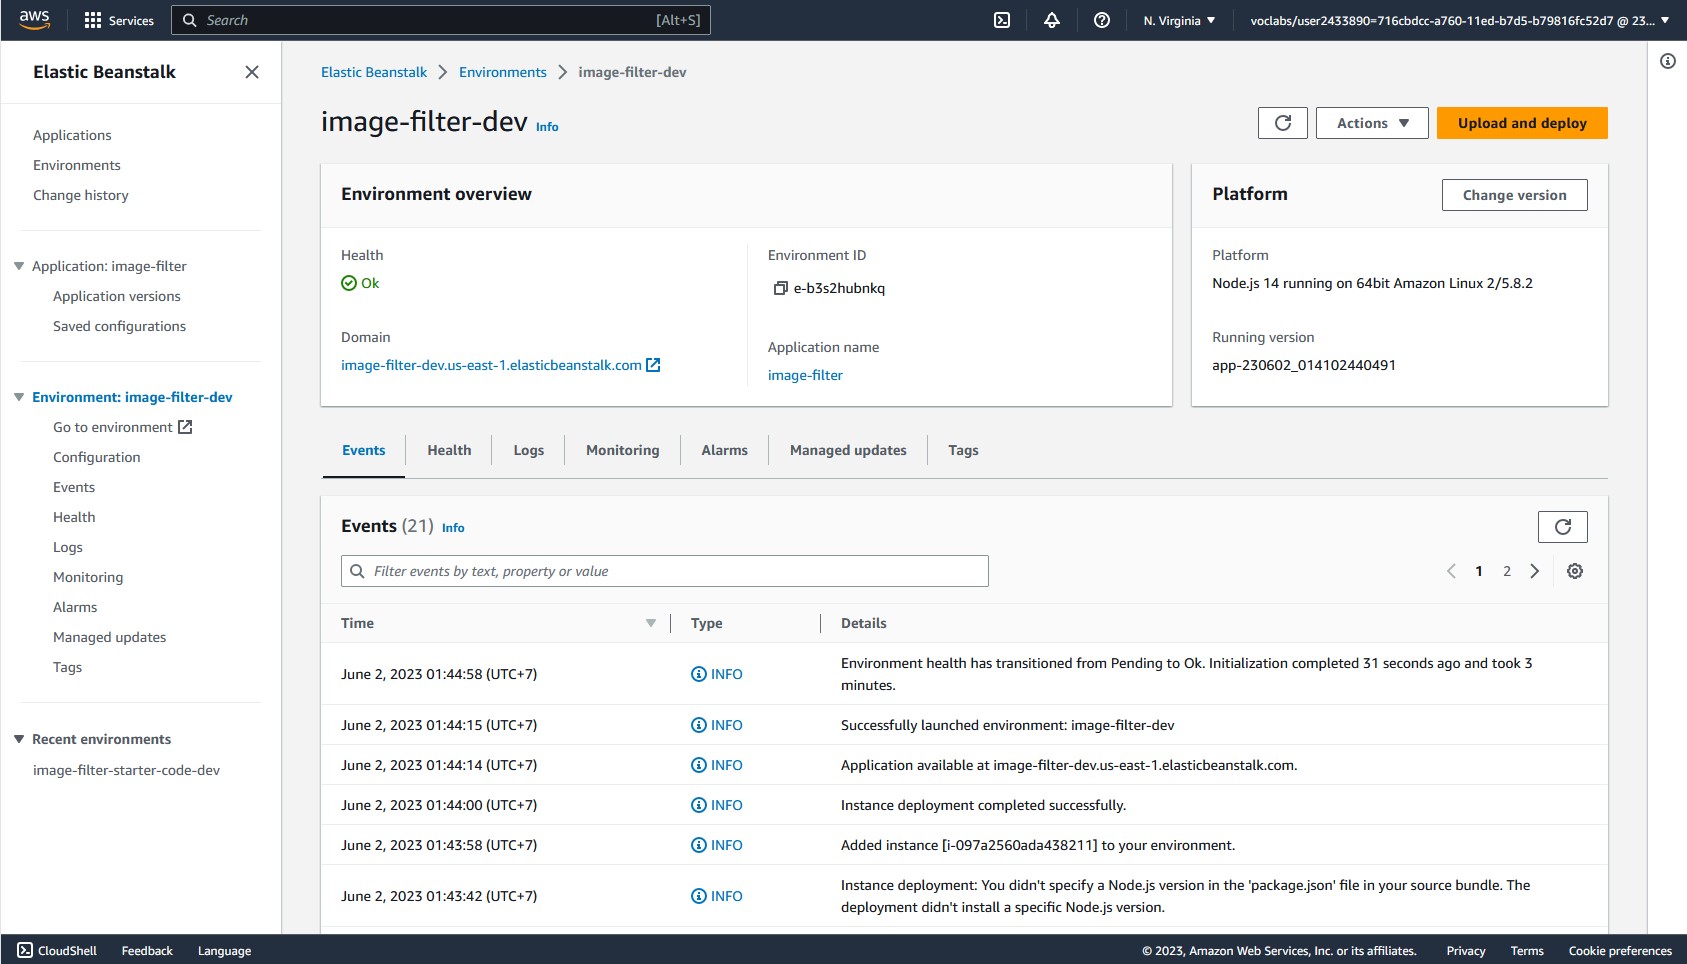 aws
Services
Search [Alt+S]
N. Virginia
voclabs/user2433890=716cbdcc-a760-11ed-b7d5-b79816fc52d7 @ 23...
Elastic Beanstalk
Applications
Environments
Change history
Application: image-filter
Application versions
Saved configurations
Environment: image-filter-dev
Go to environment
Configuration
Events
Health
Logs
Monitoring
Alarms
Managed updates
Tags
Recent environments
image-filter-starter-code-dev
Elastic Beanstalk
Environments
image-filter-dev
image-filter-dev Info
Actions
Upload and deploy
Environment overview
Health
Ok
Domain
image-filter-dev.us-east-1.elasticbeanstalk.com
Environment ID
e-b3s2hubnkq
Application name
image-filter
Platform
Change version
Platform
Node.js 14 running on 64bit Amazon Linux 2/5.8.2
Running version
app-230602_014102440491
Events
Health
Logs
Monitoring
Alarms
Managed updates
Tags
Events (21) Info
Filter events by text, property or value
1 2
Time Type Details
June 2, 2023 01:44:58 (UTC+7) INFO Environment health has transitioned from Pending to Ok. Initialization completed 31 seconds ago and took 3
minutes.
June 2, 2023 01:44:15 (UTC+7) INFO Successfully launched environment: image-filter-dev
June 2, 2023 01:44:14 (UTC+7) INFO Application available at image-filter-dev.us-east-1.elasticbeanstalk.com.
June 2, 2023 01:44:00 (UTC+7) INFO Instance deployment completed successfully.
June 2, 2023 01:43:58 (UTC+7) INFO Added instance [i-097a2560ada438211] to your environment.
June 2, 2023 01:43:42 (UTC+7) INFO Instance deployment: You didn't specify a Node.js version in the 'package.json' file in your source bundle. The
deployment didn't install a specific Node.js version.
CloudShell
Feedback
Language
© 2023, Amazon Web Services, Inc. or its affiliates.
Privacy
Terms
Cookie preferences